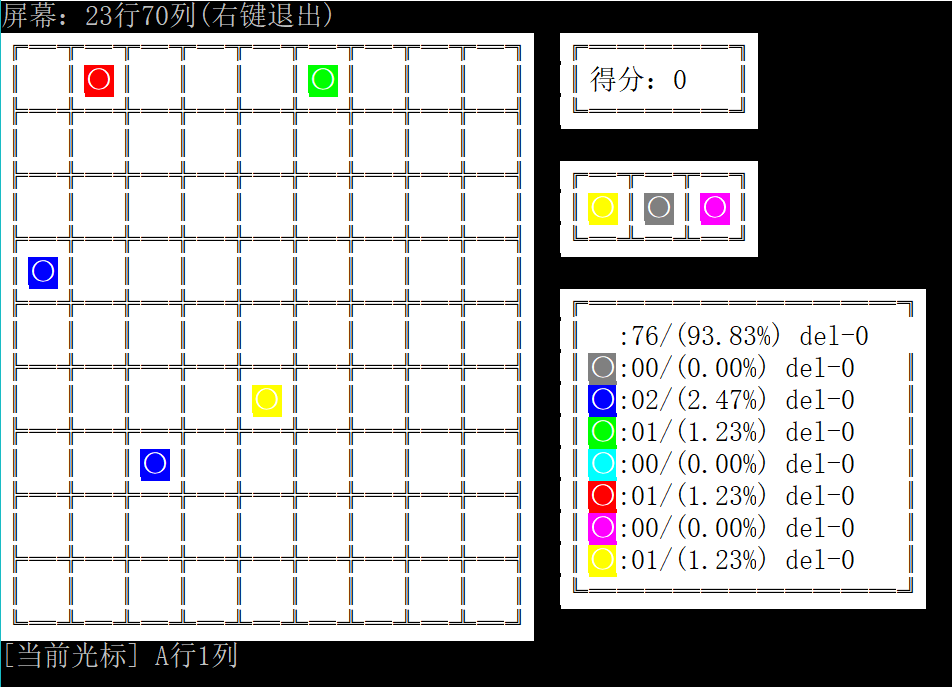 屏幕：23行70列(右键退出)
得分：0
:76/(93.83%) del-0
○:00/(0.00%) del-0
○:02/(2.47%) del-0
○:01/(1.23%) del-0
○:00/(0.00%) del-0
○:01/(1.23%) del-0
○:00/(0.00%) del-0
○:01/(1.23%) del-0
[当前光标] A行1列